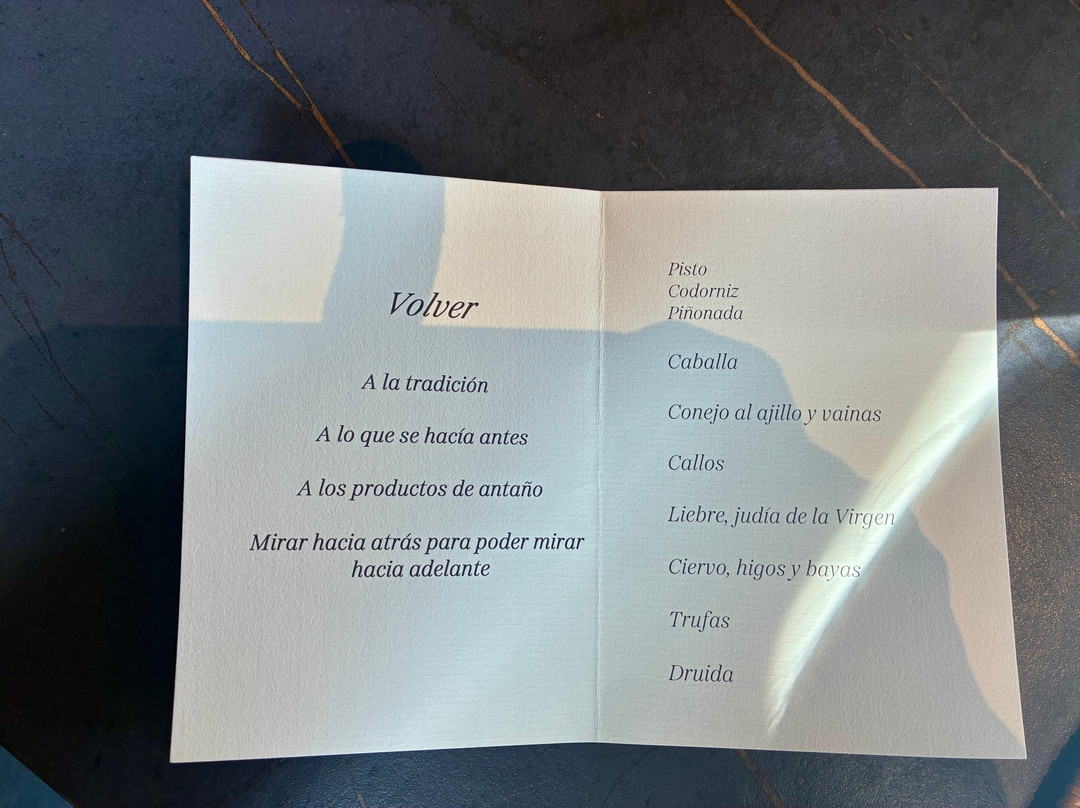 Volver
A la tradición
A lo que se hacía antes
A los productos de antaño
Mirar hacia atrás para poder mirar
hacia adelante
Pisto
Codorniz
Piñonada
Caballa
Conejo al ajillo y vainas
Callos
Liebre, judía de la Virgen
Ciervo, higos y bayas
Trufas
Druida